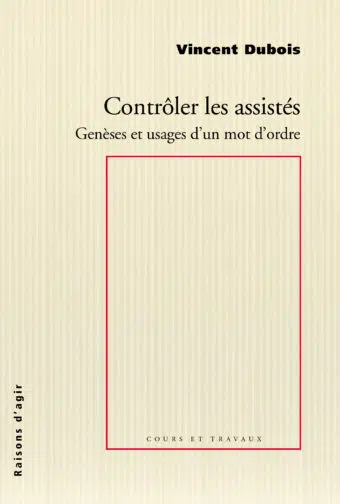 Vincent Dubois
Contrôler les assistés
Genèses et usages d'un mot d'ordre
COURS ET TRAVAUX
Raisons d'agir